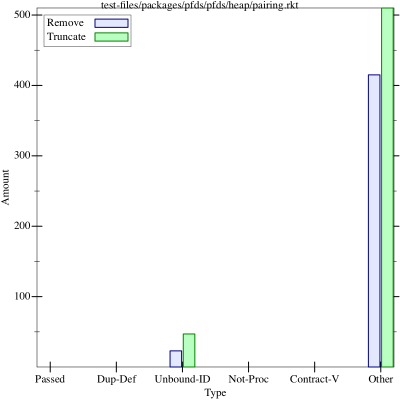 test-files/packages/pfds/pfds/heap/pairing.rkt
Remove
Truncate
500
400
300
200
100
Amount
Passed Dup-Def Unbound-ID Not-Proc Contract-V Other
Type